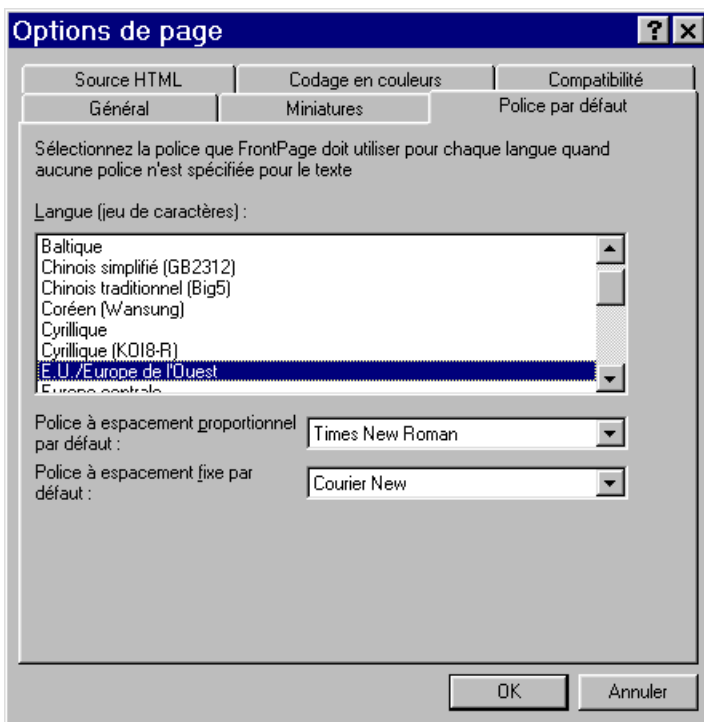 Options de page
Source HTML
Codage en couleurs
Compatibilité
Général
Miniatures
Police par défaut
Sélectionnez la police que FrontPage doit utiliser pour chaque langue quand
aucune police n'est spécifiée pour le texte
Langue (jeu de caractères) :
Baltique
Chinois simplifié (GB2312)
Chinois traditionnel (Big5)
Coréen (Wansung)
Cyrillique
Cyrillique (KOI8-R)
E.U./Europe de l'Ouest
Europe centrale
Police à espacement proportionnel
par défaut :
Times New Roman
Police à espacement fixe par
défaut :
Courier New
OK
Annuler